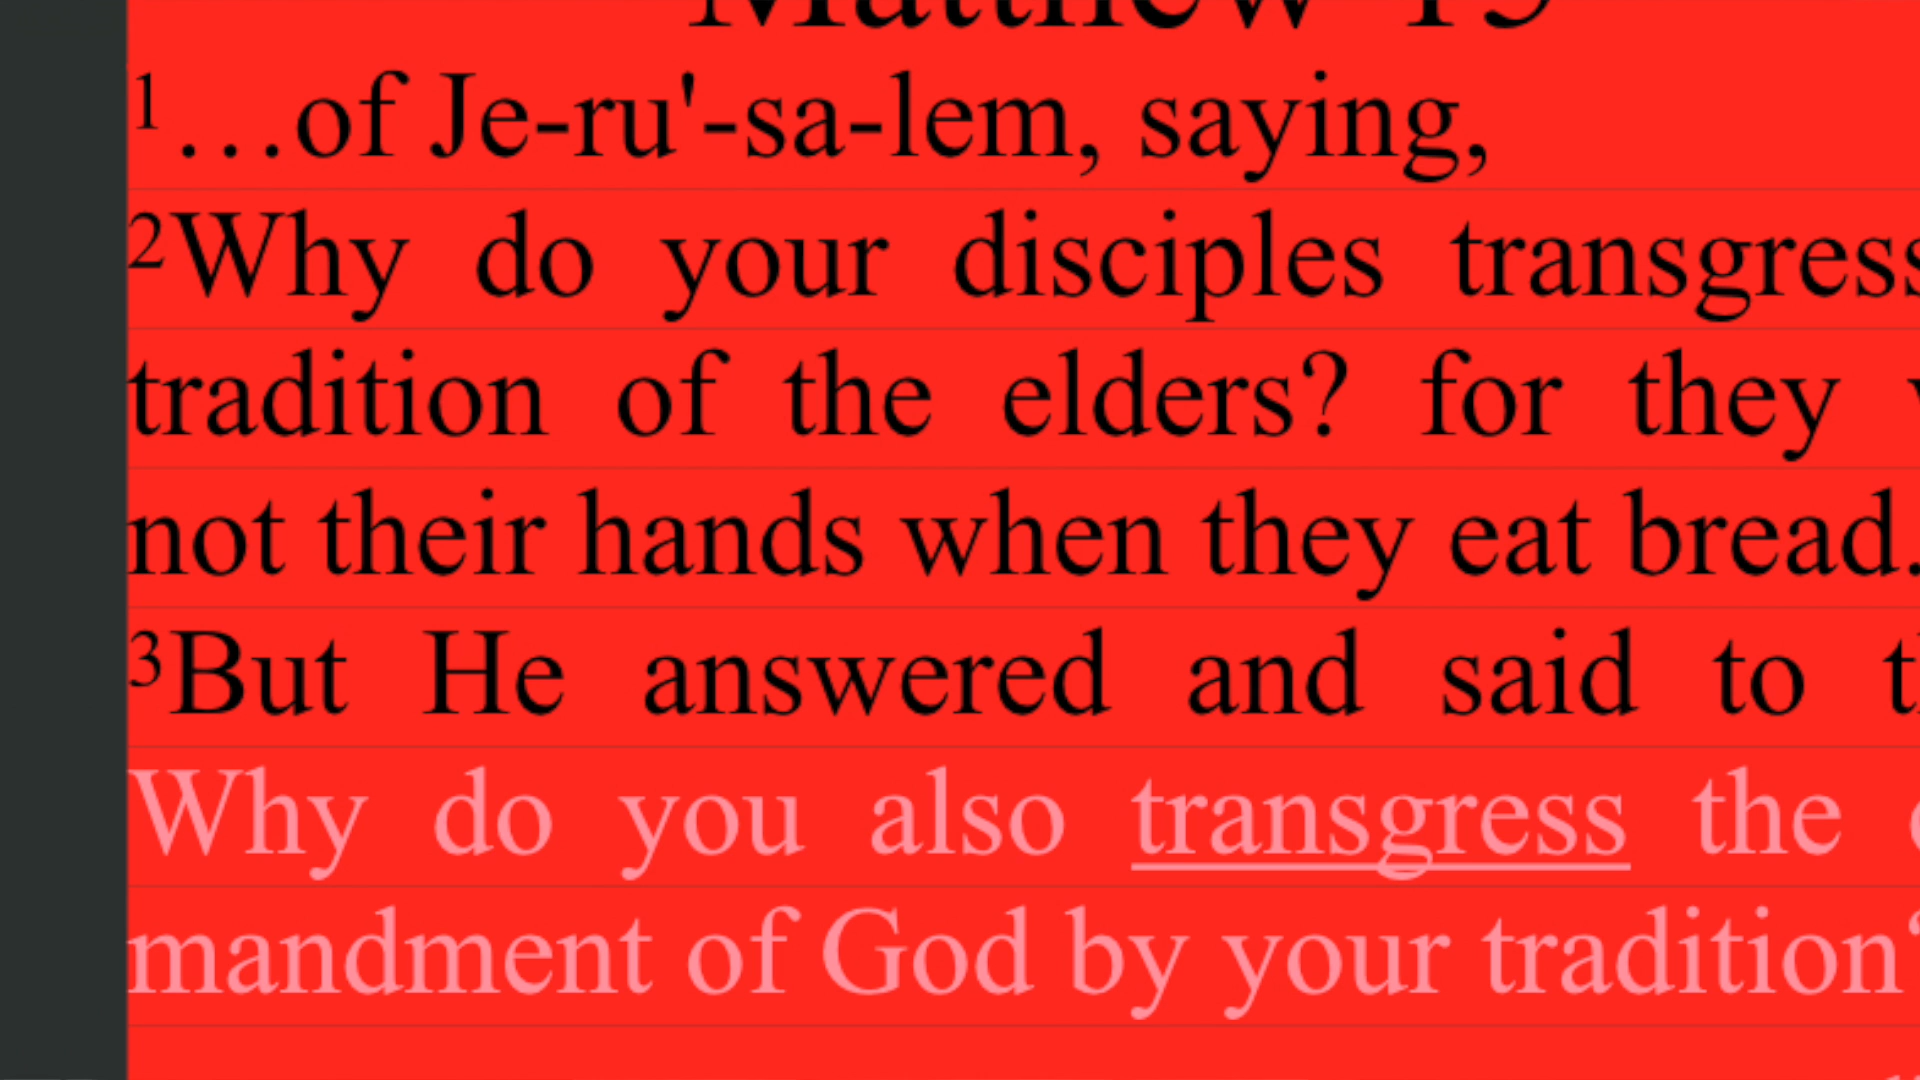 Matthew 15
1 …of Je-ru'-sa-lem, saying,
2Why do your disciples transgress
tradition of the elders? for they
not their hands when they eat bread.
3But He answered and said to
Why do you also transgress the
mandment of God by your tradition?